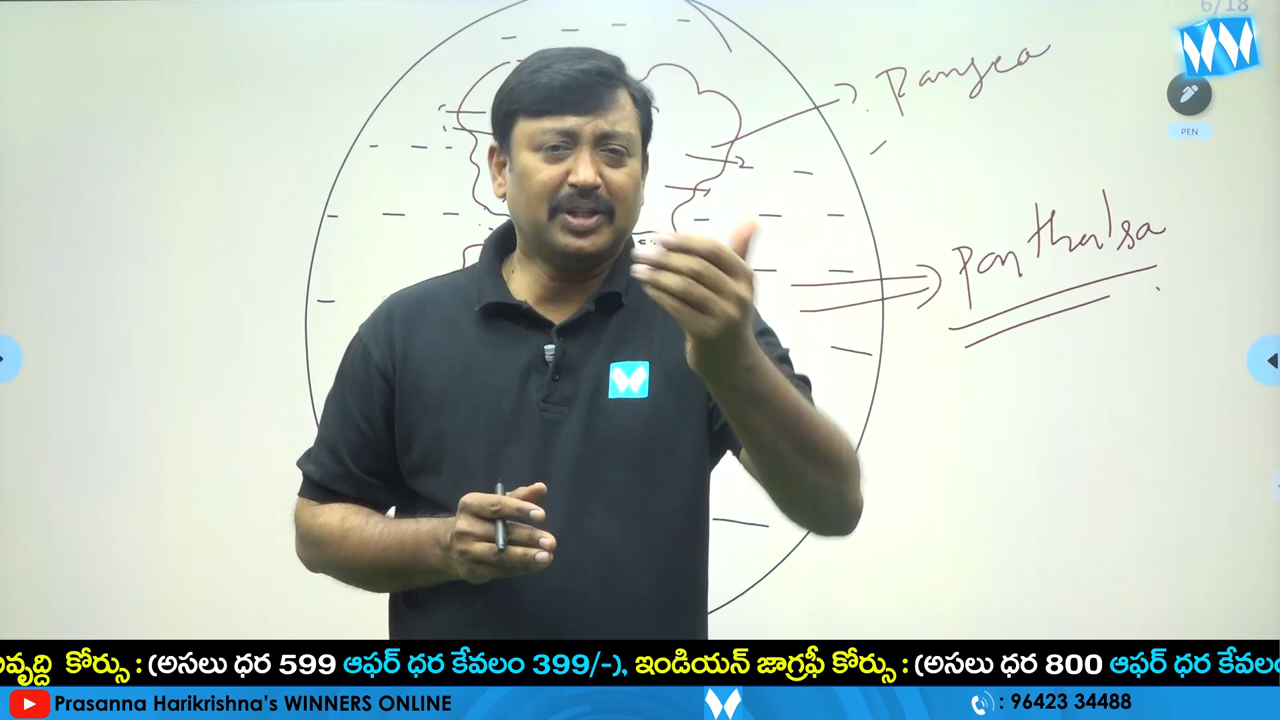 6/18
W
PEN
Pangea
Panthalsa
W
వృద్ది కోర్సు : (అసలు ధర 599 ఆఫర్ ధర కేవలం 399/-), ఇండియన్ జాగ్రఫీ కోర్సు : (అసలు ధర 800 ఆఫర్ ధర కేవలం
Prasanna Harikrishna's WINNERS ONLINE
W
: 96423 34488